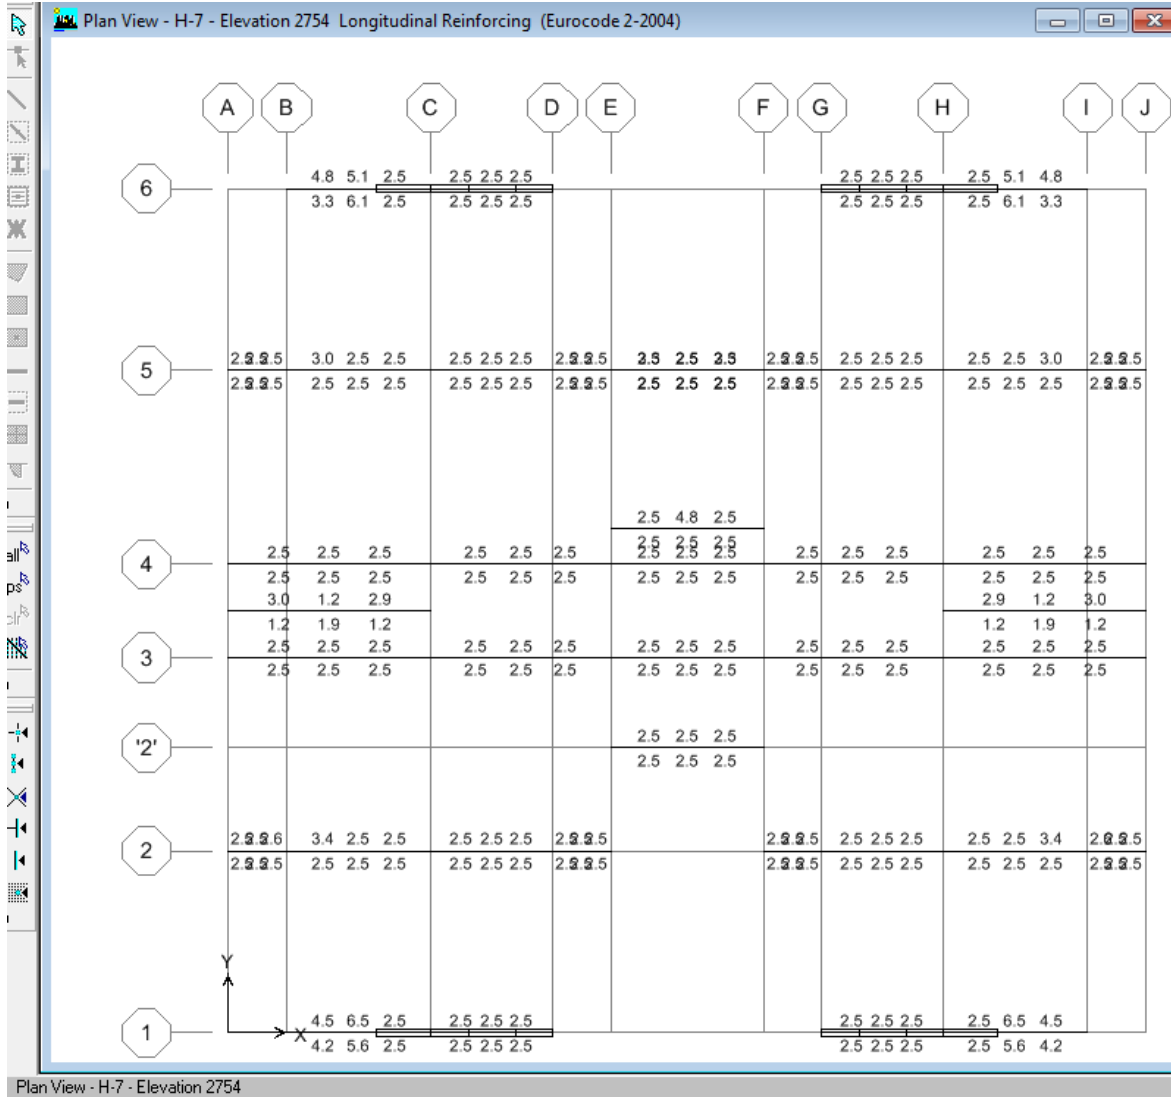 Plan View - H-7 - Elevation 2754 Longitudinal Reinforcing (Eurocode 2-2004)
A B C D E F G H I J
4.8 5.1 2.5 2.5 2.5 2.5 2.5 2.5 2.5 2.5 5.1 4.8
6
3.3 6.1 2.5 2.5 2.5 2.5 2.5 2.5 2.5 2.5 6.1 3.3
3.0 2.5 2.5 2.5 2.5 2.5 2.5 2.5 2.5 2.5 2.5 2.5 3.0
5
2.5 2.5 2.5 2.5 2.5 2.5 2.5 2.5 2.5 2.5 2.5 2.5 2.5 2.5 2.5
2.5 4.8 2.5
2.5 2.5 2.5
2.5 2.5 2.5 2.5 2.5 2.5 2.5 2.5 2.5 2.5 2.5 2.5 2.5 2.5 2.5
4
2.5 2.5 2.5 2.5 2.5 2.5 2.5 2.5 2.5 2.5 2.5 2.5 2.5 2.5 2.5
3.0 1.2 2.9 2.9 1.2 3.0
1.2 1.9 1.2 1.2 1.9 1.2
2.5 2.5 2.5 2.5 2.5 2.5 2.5 2.5 2.5 2.5 2.5 2.5 2.5 2.5 2.5
3
2.5 2.5 2.5 2.5 2.5 2.5 2.5 2.5 2.5 2.5 2.5 2.5 2.5 2.5 2.5
2.5 2.5 2.5
'2'
2.5 2.5 2.5
3.4 2.5 2.5 2.5 2.5 2.5 2.5 2.5 2.5 2.5 2.5 3.4
2
2.5 2.5 2.5 2.5 2.5 2.5 2.5 2.5 2.5 2.5 2.5 2.5
Y
4.5 6.5 2.5 2.5 2.5 2.5 2.5 2.5 2.5 2.5 6.5 4.5
1
X
4.2 5.6 2.5 2.5 2.5 2.5 2.5 2.5 2.5 2.5 5.6 4.2
Plan View - H-7 - Elevation 2754